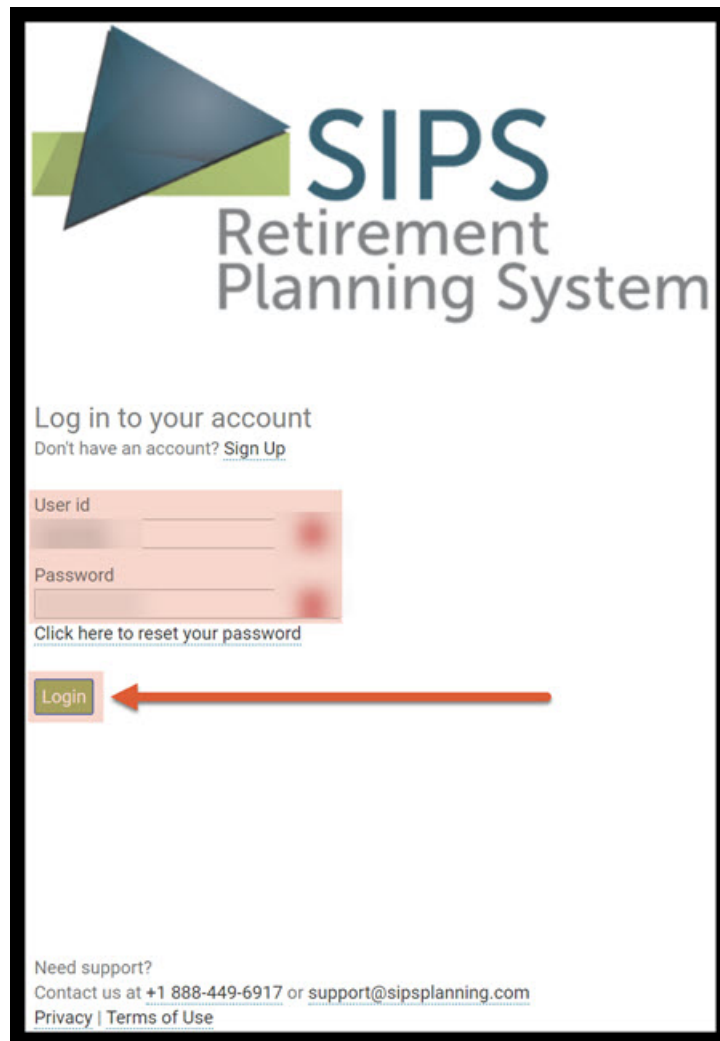 SIPS
Retirement
Planning System
Log in to your account
Don't have an account? Sign Up
User id
Password
Click here to reset your password
Login
Need support?
Contact us at +1 888-449-6917 or support@sipsplanning.com
Privacy | Terms of Use